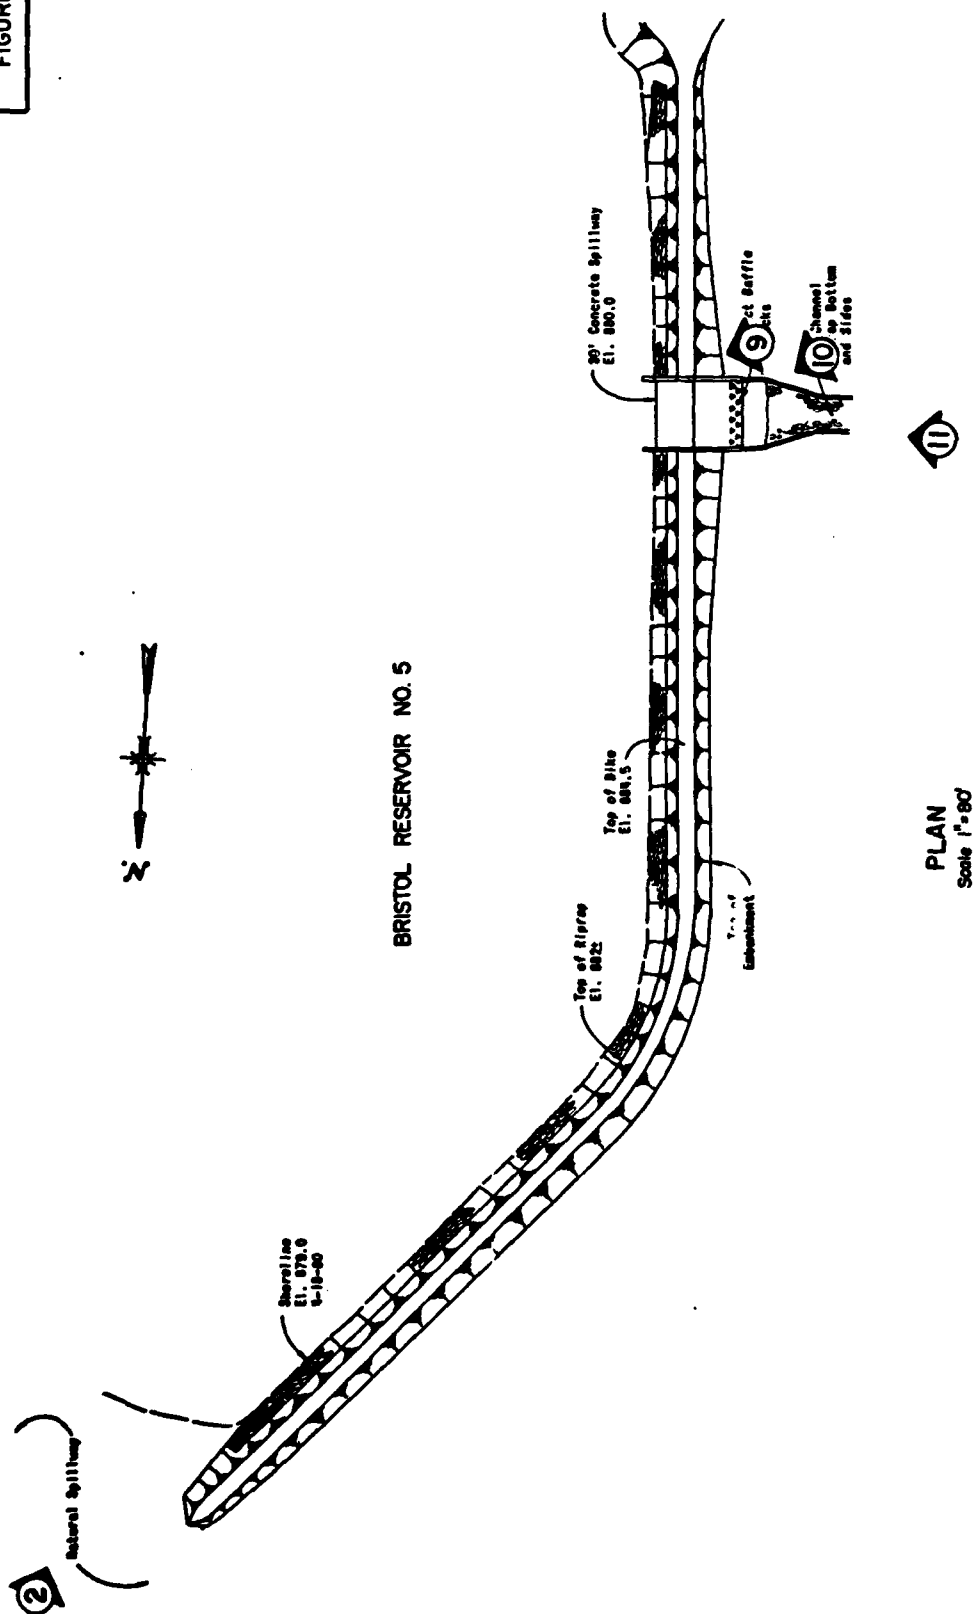 FIGURE
N.
BRISTOL RESERVOIR NO. 5
Concrete Spillway
El. 880.0
Baffle
9
Channel
Bottom
and Sides
10
11
Top of Dike
El. 884.5
Top of Riprap
El. 882±
Embankment
Shoreline
El. 879.0
Natural Spillway
2
PLAN
Scale 1"=80'